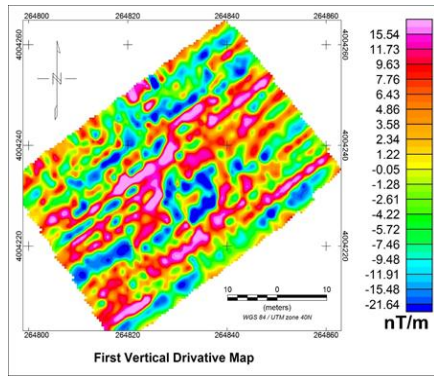 264800 264820 264840 264860
4004260 4004260
N
4004240 4004240
4004220 4004220
264800 264820 264840 264860
10 0 10
(meters)
WGS 84 / UTM zone 40N
First Vertical Drivative Map
15.54
11.73
9.63
7.76
6.43
4.86
3.58
2.34
1.22
-0.05
-1.28
-2.61
-4.22
-5.72
-7.46
-9.48
-11.91
-15.48
-21.64
nT/m